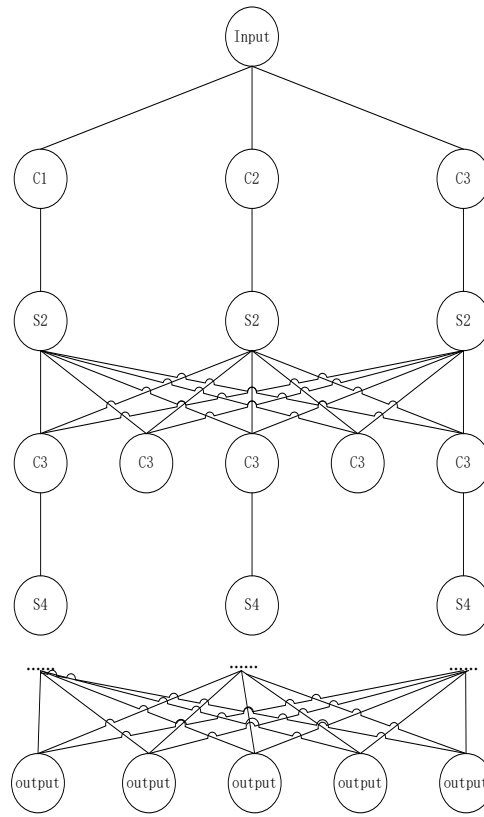 Input
C1 C2 C3
S2 S2 S2
C3 C3 C3 C3 C3
S4 S4 S4
...... ...... ......
output output output output output